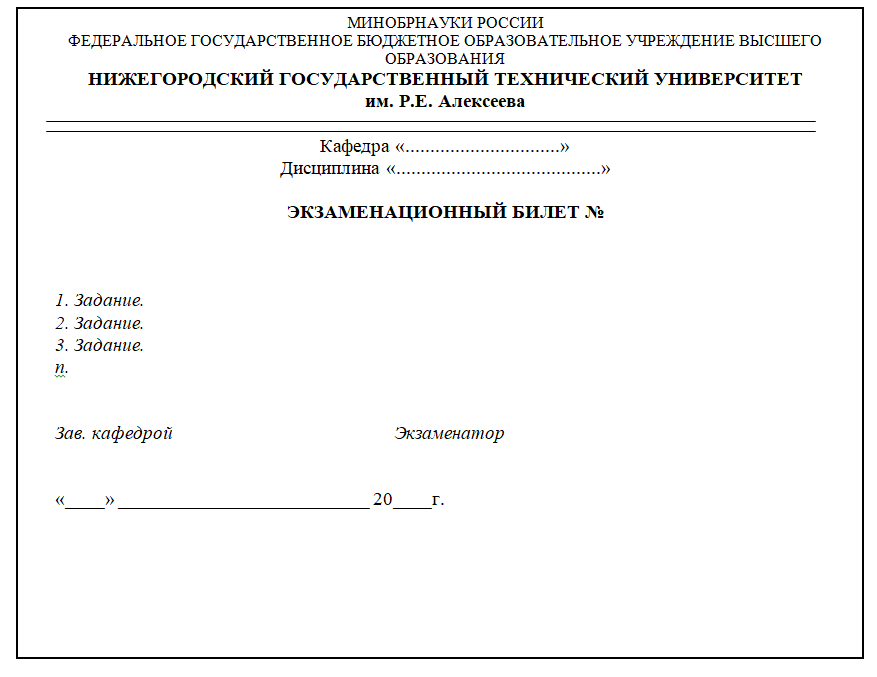 МИНОБРНАУКИ РОССИИ
ФЕДЕРАЛЬНОЕ ГОСУДАРСТВЕННОЕ БЮДЖЕТНОЕ ОБРАЗОВАТЕЛЬНОЕ УЧРЕЖДЕНИЕ ВЫСШЕГО
ОБРАЗОВАНИЯ
НИЖЕГОРОДСКИЙ ГОСУДАРСТВЕННЫЙ ТЕХНИЧЕСКИЙ УНИВЕРСИТЕТ
им. Р.Е. Алексеева
Кафедра «...............................»
Дисциплина «.........................................»
ЭКЗАМЕНАЦИОННЫЙ БИЛЕТ №
1. Задание.
2. Задание.
3. Задание.
п.
Зав. кафедрой Экзаменатор
«____» __________________________ 20____г.